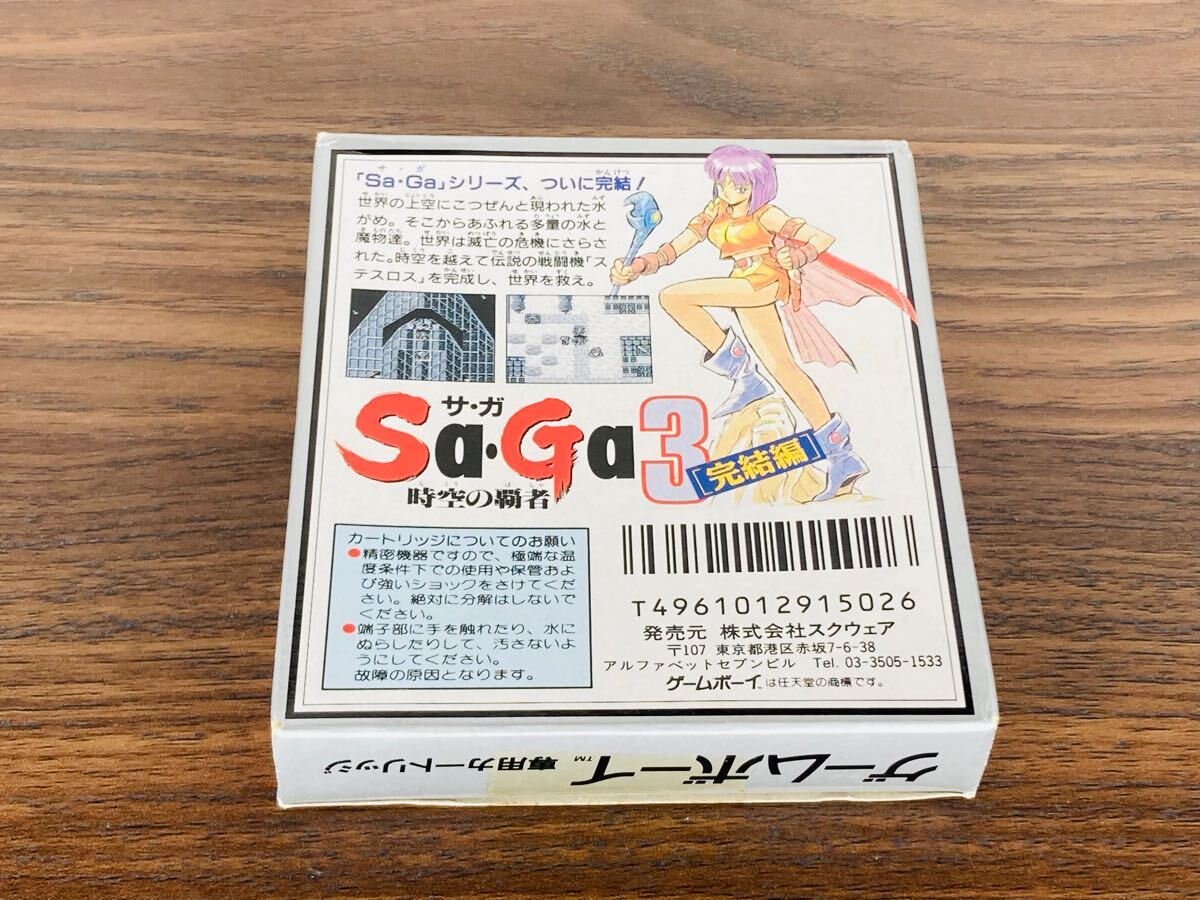 「Sa・Ga」シリーズ、ついに完結!
世界の上空にこつぜんと現われた水
がめ。そこからあふれる多量の水と
魔物達。世界は滅亡の危機にさらさ
れた。時空を越えて伝説の戦闘機「ス
テスロス」を完成し、世界を救え。
サ・ガ
Sa・Ga3
[完結編]
時空の覇者
カートリッジについてのお願い
●精密機器ですので、極端な温
度条件下での使用や保管およ
び強いショックをさけてくだ
さい。絶対に分解はしないで
ください。
●端子部に手を触れたり、水に
ぬらしたりして、汚さないよ
うにしてください。
故障の原因となります。
T4961012915026
発売元 株式会社スクウェア
〒107 東京都港区赤坂7-6-38
アルファベットセブンビル Tel. 03-3505-1533
ゲームボーイ™は任天堂の商標です。
ゲームボーイ™専用カートリッジ